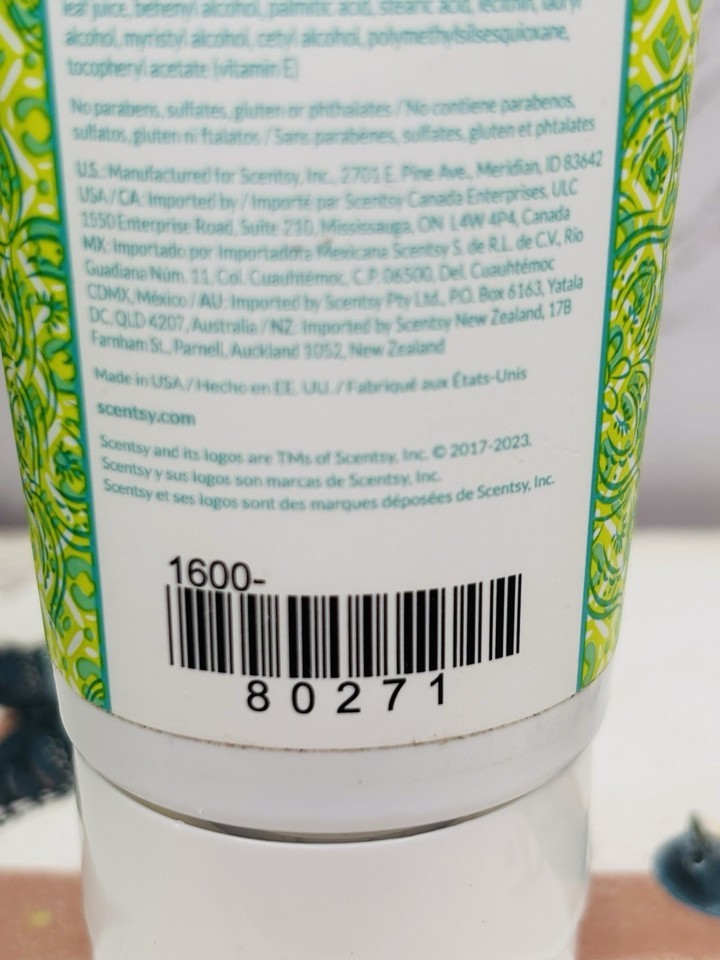 leaf juice, behenyl alcohol, palmitic acid, stearic acid, lecithin, lauryl
alcohol, myristyl alcohol, cetyl alcohol, polymethylsilsesquioxane,
tocopheryl acetate (vitamin E)
No parabens, sulfates, gluten or phthalates / No contiene parabenos,
sulfatos, gluten ni ftalatos / Sans parabènes, sulfates, gluten et phtalates
U.S.: Manufactured for Scentsy, Inc., 2701 E. Pine Ave., Meridian, ID 83642
USA / CA: Imported by / Importé par Scentsy Canada Enterprises, ULC
1550 Enterprise Road, Suite 210, Mississauga, ON L4W 4P4, Canada
MX: Importado por Importadora Mexicana Scentsy S. de R.L. de C.V., Río
Guadiana Núm. 11, Col. Cuauhtémoc, C.P. 06500, Del. Cuauhtémoc
CDMX, México / AU: Imported by Scentsy Pty Ltd., P.O. Box 6163, Yatala
DC, QLD 4207, Australia / NZ: Imported by Scentsy New Zealand, 17B
Farnham St., Parnell, Auckland 1052, New Zealand
Made in USA / Hecho en EE. UU. / Fabriqué aux États-Unis
scentsy.com
Scentsy and its logos are TMs of Scentsy, Inc. © 2017-2023.
Scentsy y sus logos son marcas de Scentsy, Inc.
Scentsy et ses logos sont des marques déposées de Scentsy, Inc.
1600-
80271